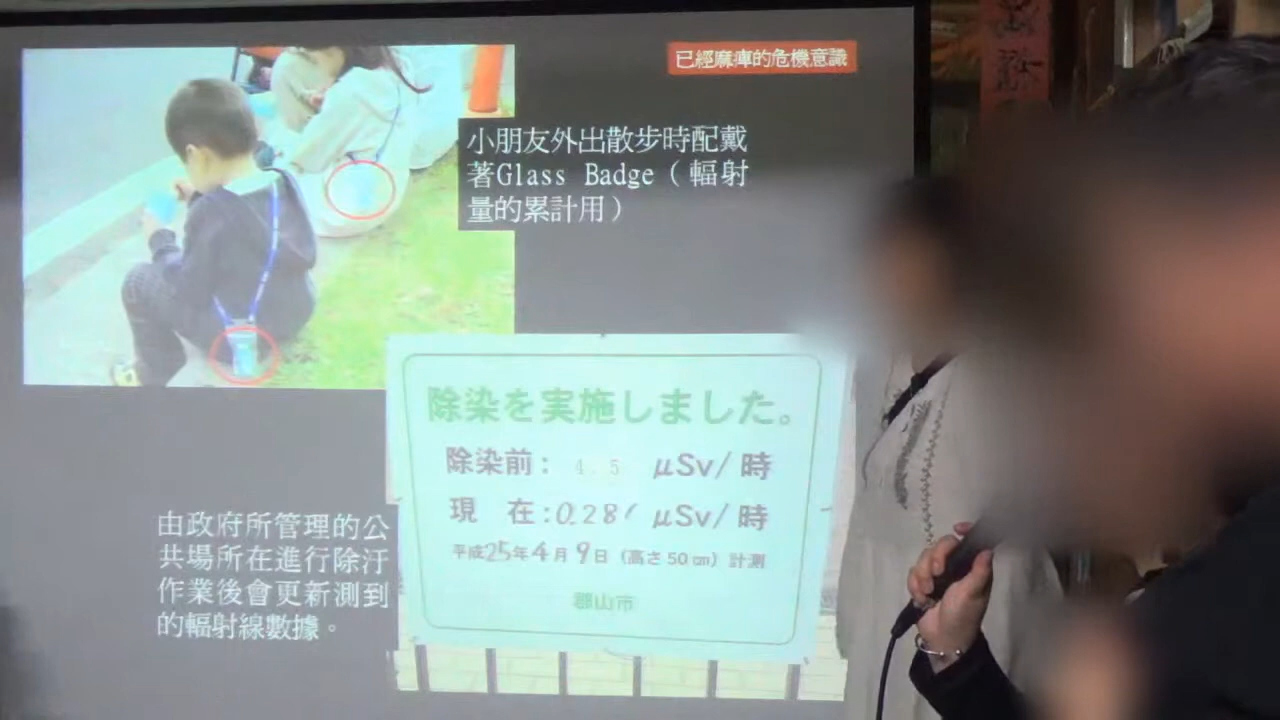 已經麻痺的危機意識
小朋友外出散步時配戴
著Glass Badge（輻射
量的累計用）
除染を実施しました。
除染前： 4.5 μSv/時
現 在:0.28 μSv/時
平成25年4月9日（高さ50㎝）計測
郡山市
由政府所管理的公
共場所在進行除汙
作業後會更新測到
的輻射線數據。